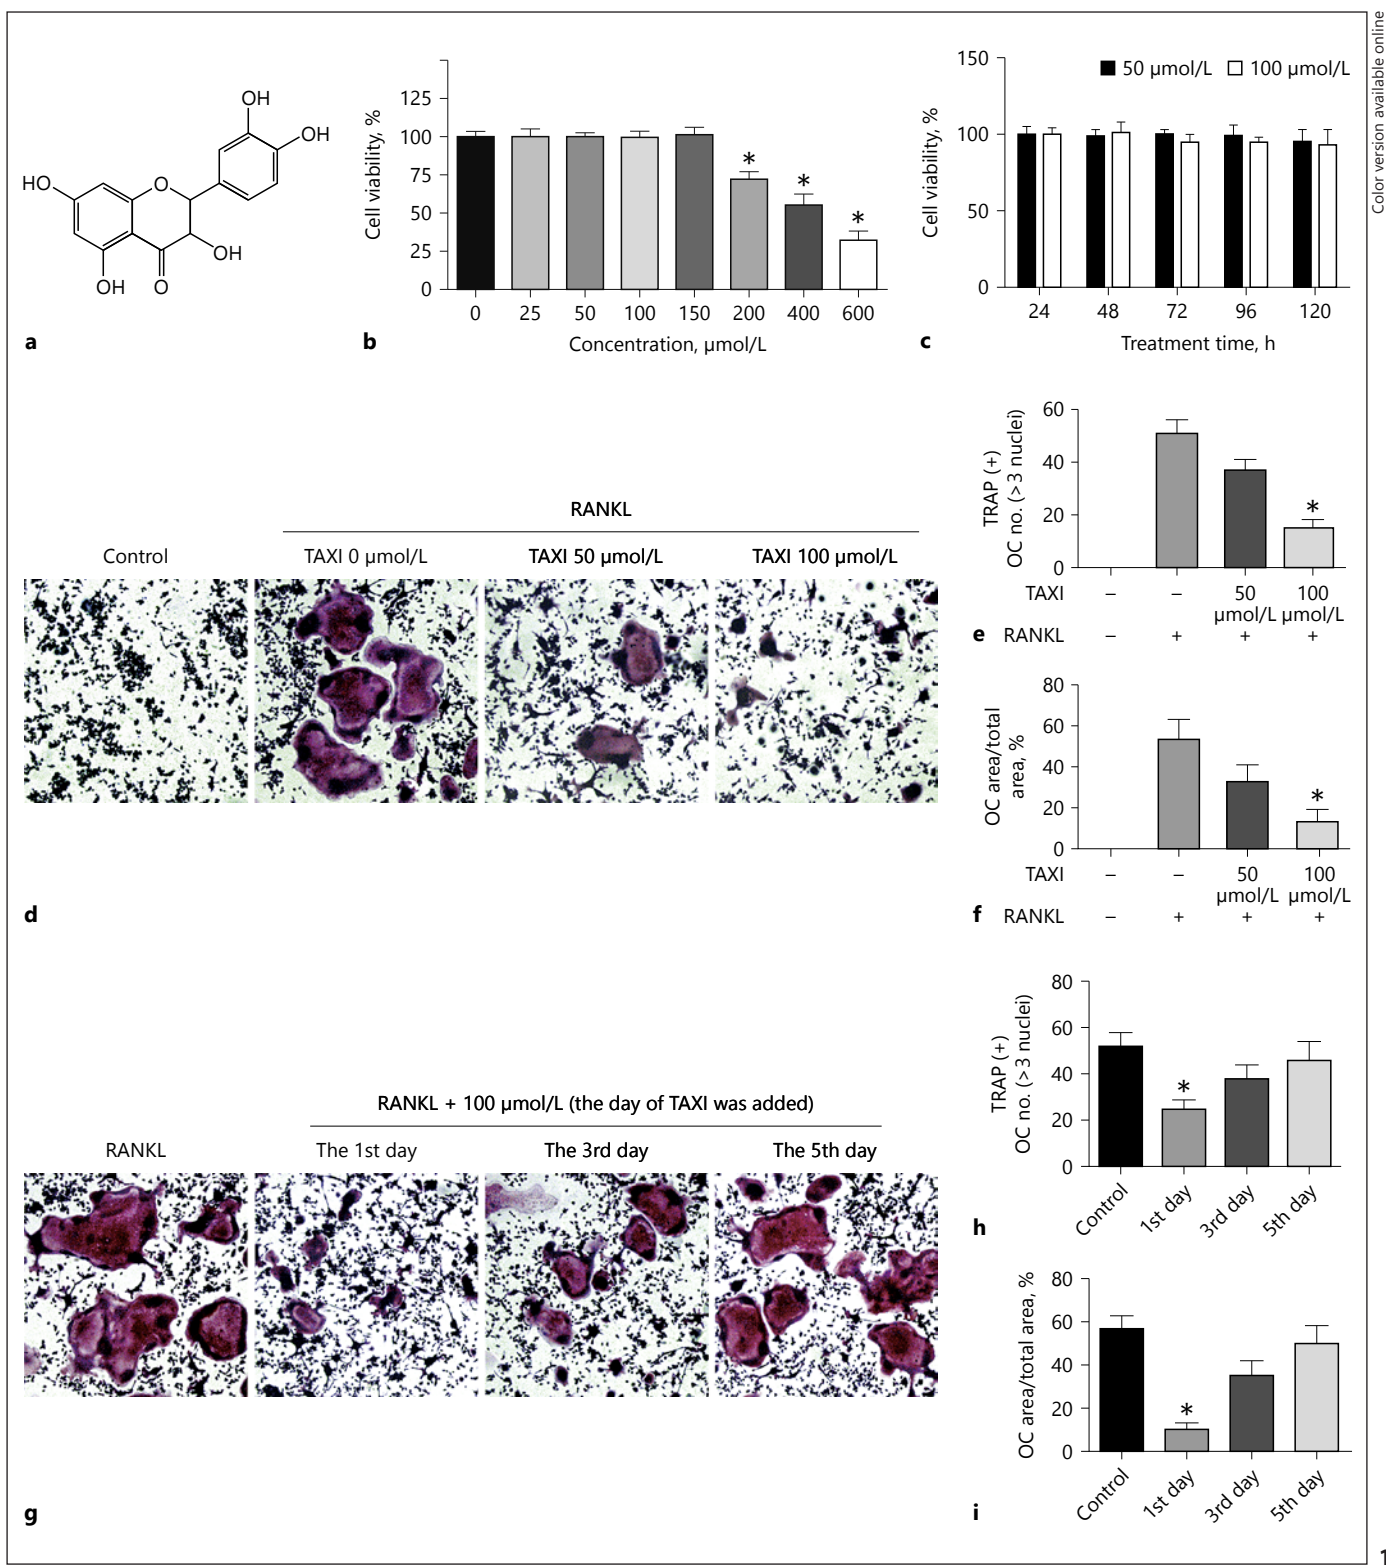 Color version available online
OH
OH
HO
O
OH
OH
O
a
Cell viability, %
125
100
75
50
25
0
*
*
*
0 25 50 100 150 200 400 600
Concentration, µmol/L
b
Cell viability, %
150
100
50
0
50 µmol/L 100 µmol/L
24 48 72 96 120
Treatment time, h
c
RANKL
Control TAXI 0 µmol/L TAXI 50 µmol/L TAXI 100 µmol/L
d
TRAP (+)
OC no. (>3 nuclei)
60
40
20
0
*
TAXI – – 50 100
µmol/L µmol/L
RANKL – + + +
e
OC area/total
area, %
80
60
40
20
0
*
TAXI – – 50 100
µmol/L µmol/L
RANKL – + + +
f
RANKL + 100 µmol/L (the day of TAXI was added)
RANKL The 1st day The 3rd day The 5th day
g
TRAP (+)
OC no. (>3 nuclei)
80
60
40
20
0
*
Control 1st day 3rd day 5th day
h
OC area/total area, %
80
60
40
20
0
*
Control 1st day 3rd day 5th day
i